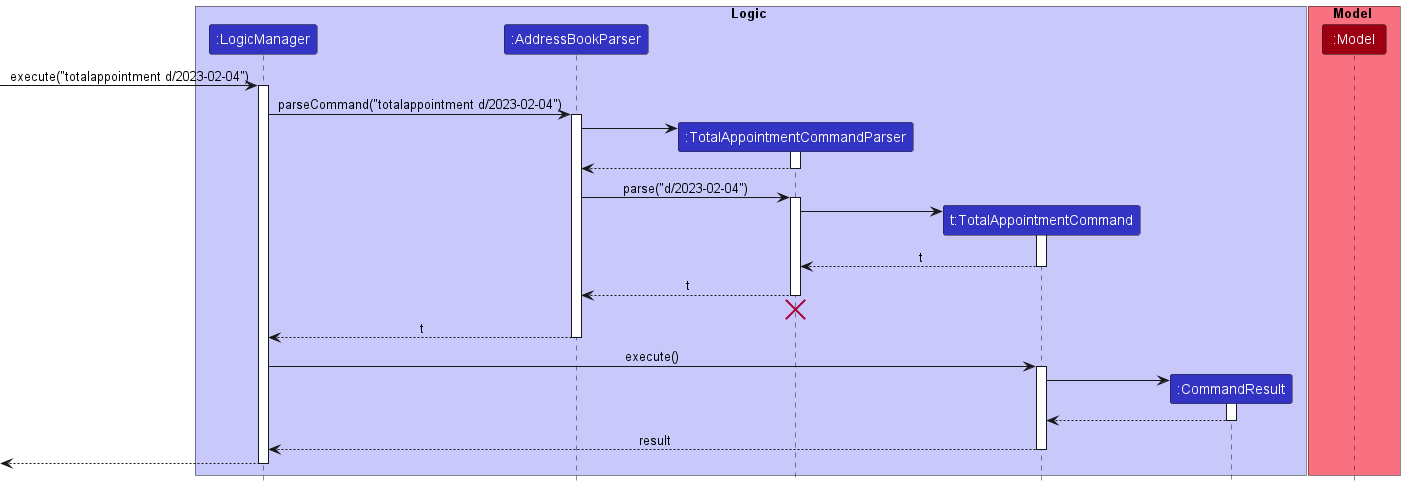 Logic
Model
:LogicManager
:AddressBookParser
:Model
execute("totalappointment d/2023-02-04")
parseCommand("totalappointment d/2023-02-04")
:TotalAppointmentCommandParser
parse("d/2023-02-04")
t:TotalAppointmentCommand
t
t
t
execute()
:CommandResult
result